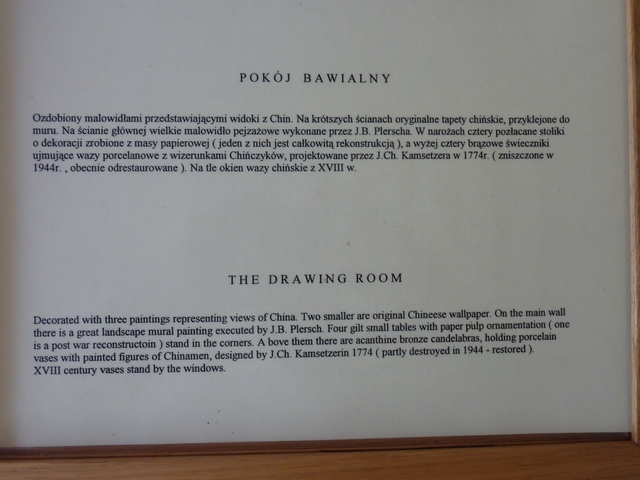 POKÓJ BAWIALNY
Ozdobiony malowidłami przedstawiającymi widoki z Chin. Na krótszych ścianach oryginalne tapety chińskie, przyklejone do
muru. Na ścianie głównej wielkie malowidło pejzażowe wykonane przez J.B. Plerscha. W narożach cztery pozłacane stoliki
o dekoracji zrobione z masy papierowej ( jeden z nich jest całkowitą rekonstrukcją ), a wyżej cztery brązowe świeczniki
ujmujące wazy porcelanowe z wizerunkami Chińczyków, projektowane przez J.Ch. Kamsetzera w 1774r. ( zniszczone w
1944r. , obecnie odrestaurowane ). Na tle okien wazy chińskie z XVIII w.
THE DRAWING ROOM
Decorated with three paintings representing views of China. Two smaller are original Chineese wallpaper. On the main wall
there is a great landscape mural painting executed by J.B. Plersch. Four gilt small tables with paper pulp ornamentation ( one
is a post war reconstructoin ) stand in the corners. A bove them there are acanthine bronze candelabras, holding porcelain
vases with painted figures of Chinamen, designed by J.Ch. Kamsetzerin 1774 ( partly destroyed in 1944 - restored ).
XVIII century vases stand by the windows.